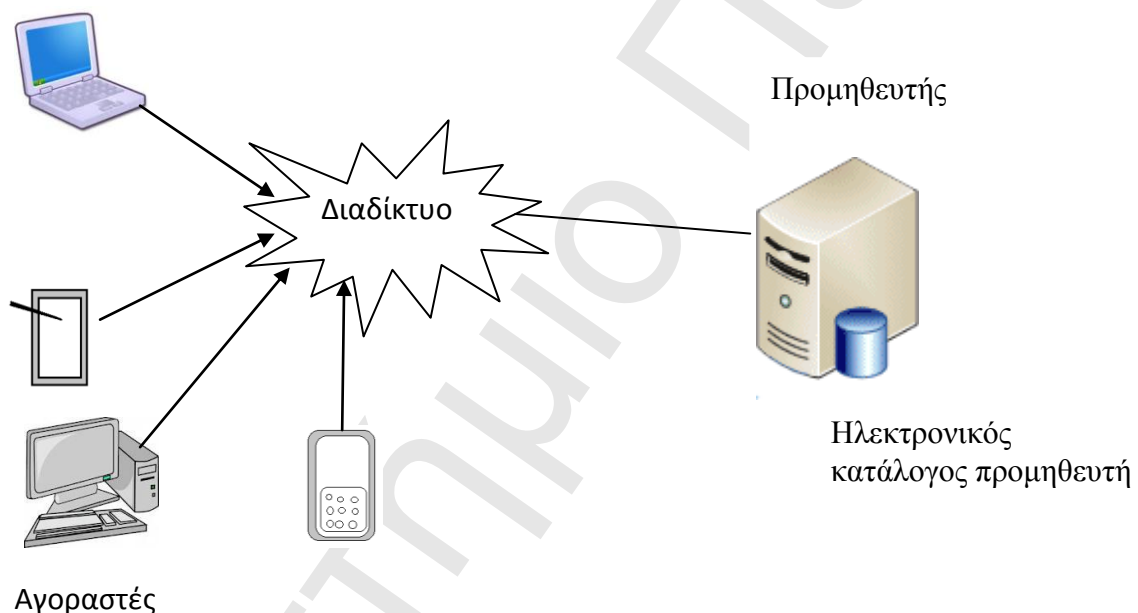 Προμηθευτής
Διαδίκτυο
Ηλεκτρονικός
κατάλογος προμηθευτή
Αγοραστές